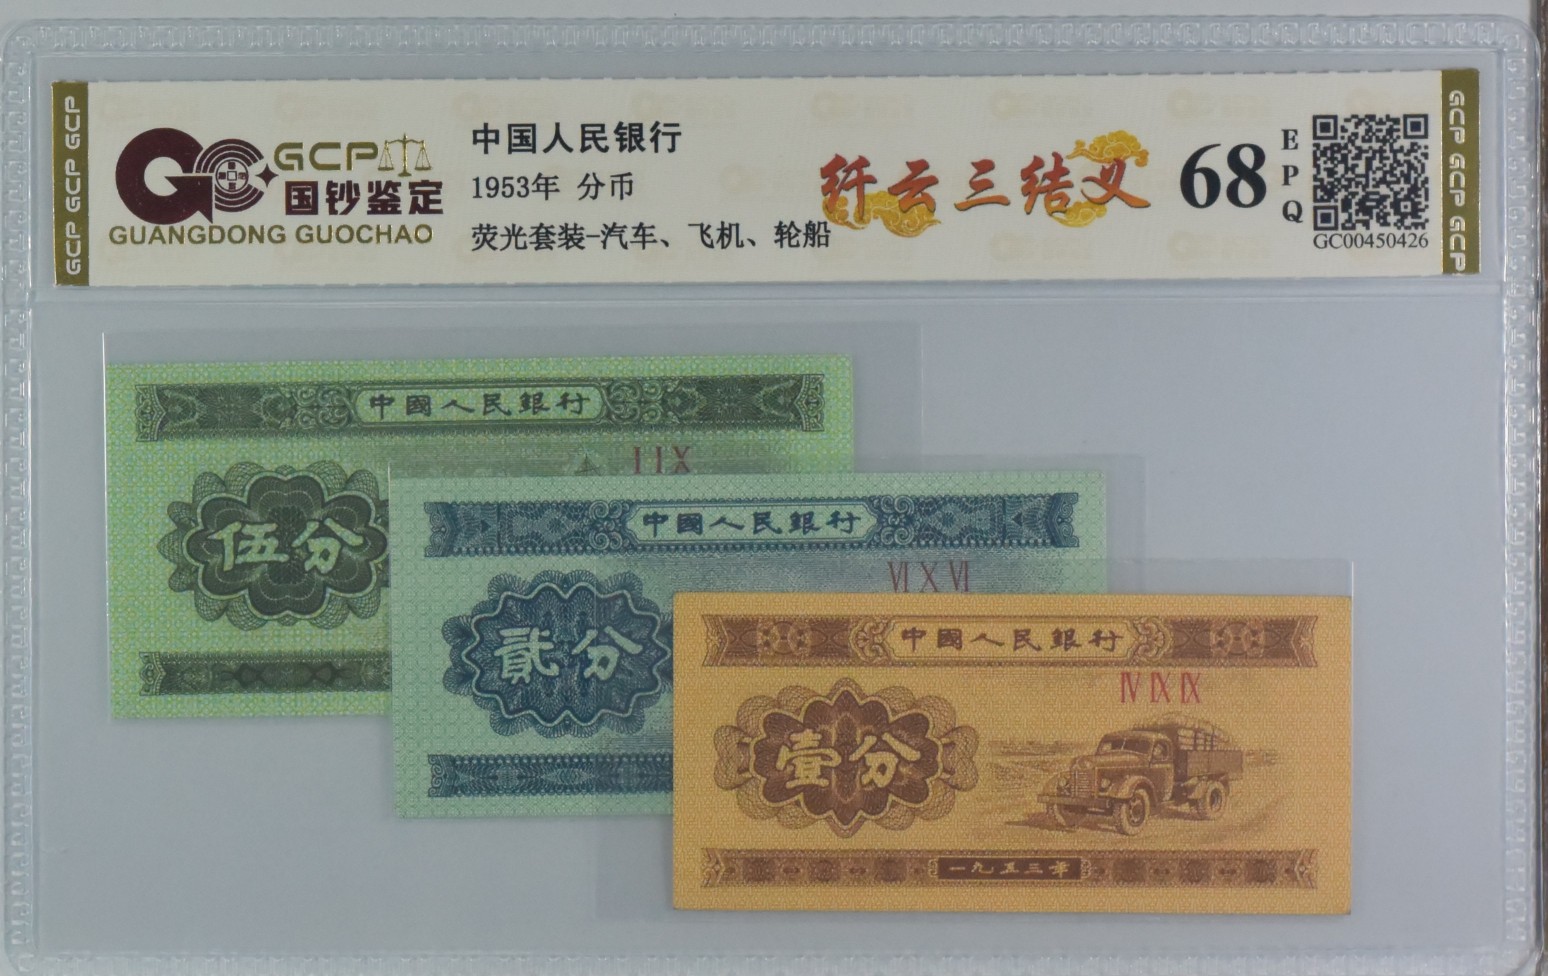 GCP GCP GCP
GCP
国钞鉴定
GUANGDONG GUOCHAO
中国人民银行
1953年 分币
荧光套装-汽车、飞机、轮船
纤云三结义
68
EPQ
GC00450426
GCP GCP GCP GCP
中國人民銀行
IIX
伍分
中國人民銀行
VI X VI
貳分
中國人民銀行
IV IX IX
壹分
一九五三年